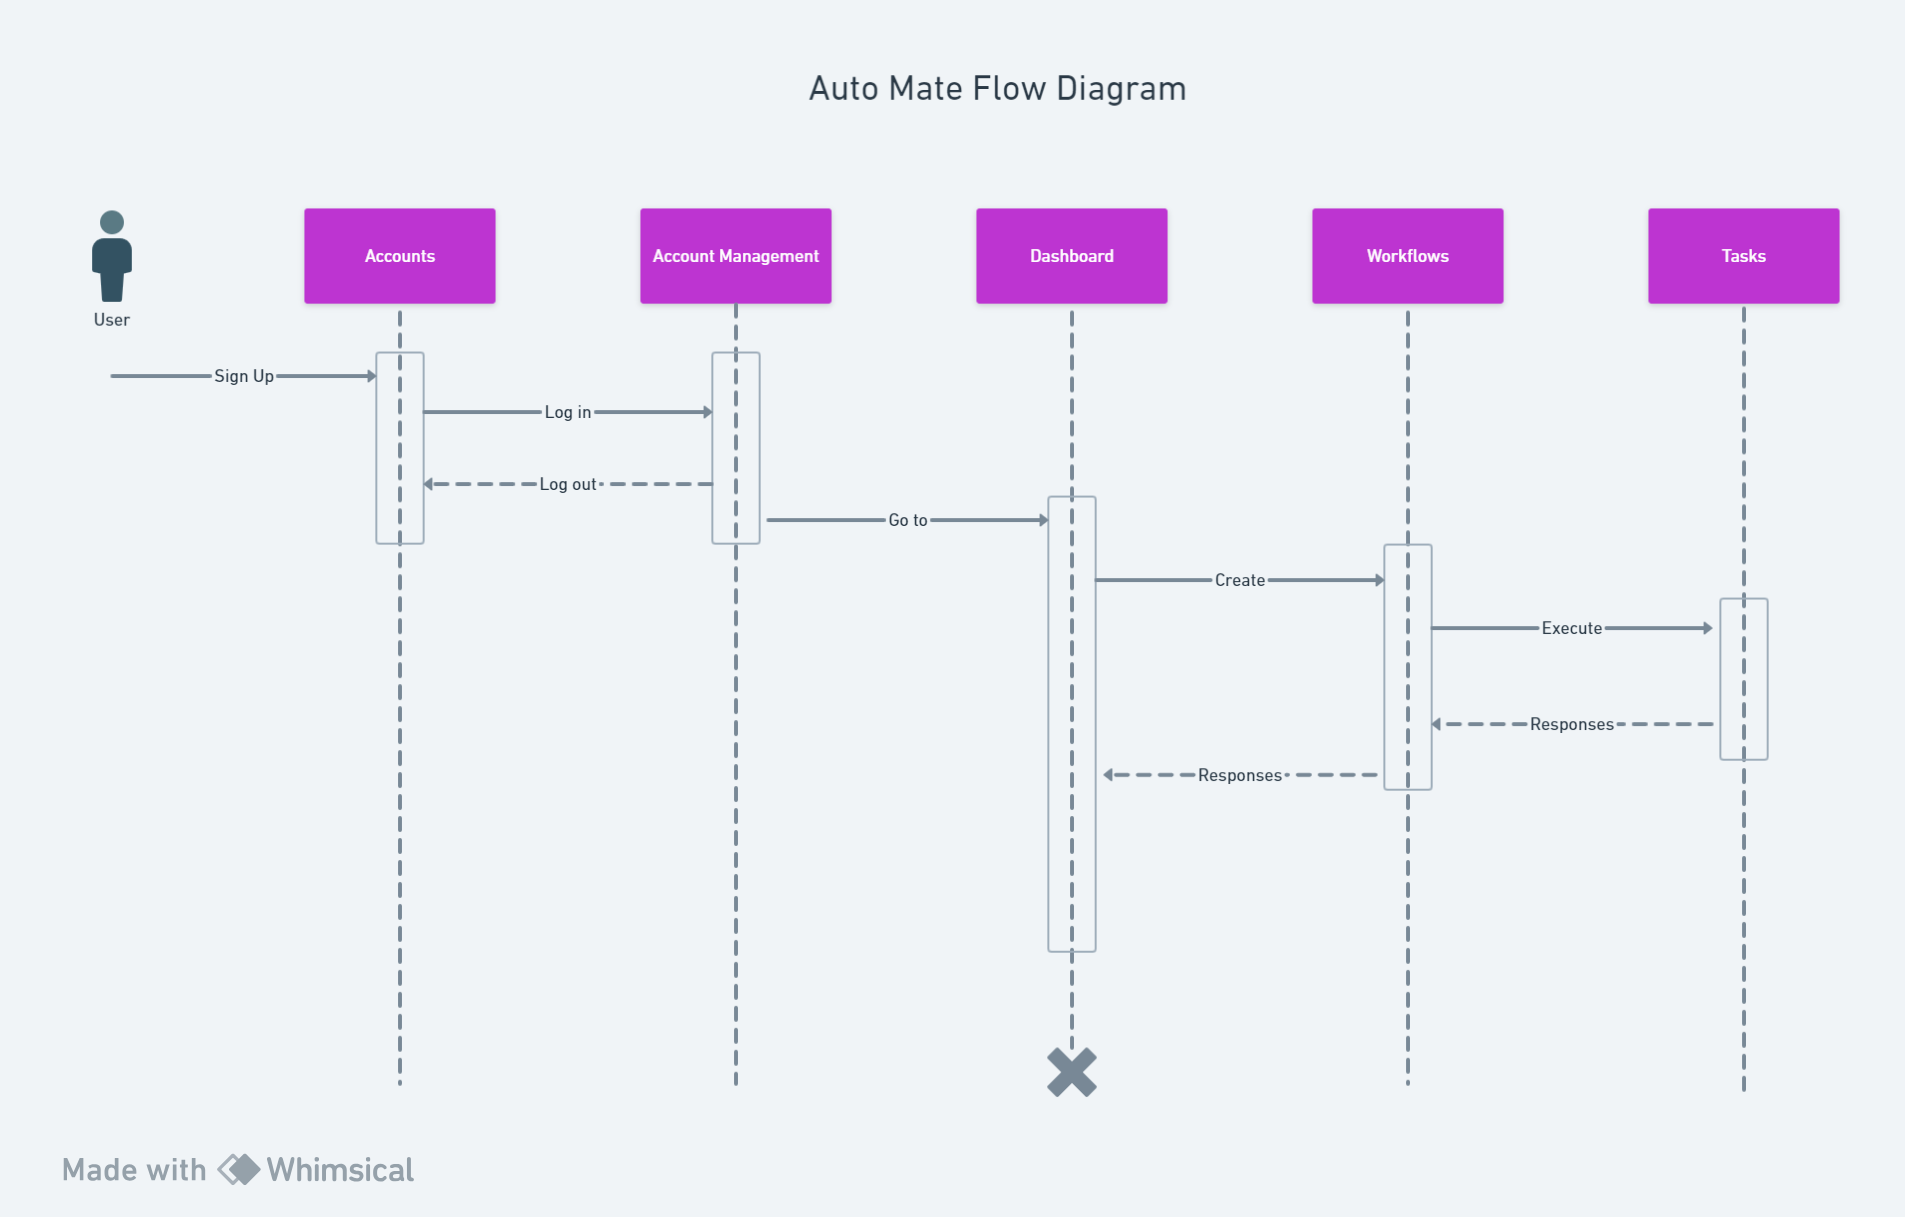 Auto Mate Flow Diagram
User
Accounts
Account Management
Dashboard
Workflows
Tasks
Sign Up
Log in
Log out
Go to
Create
Execute
Responses
Responses
Made with Whimsical